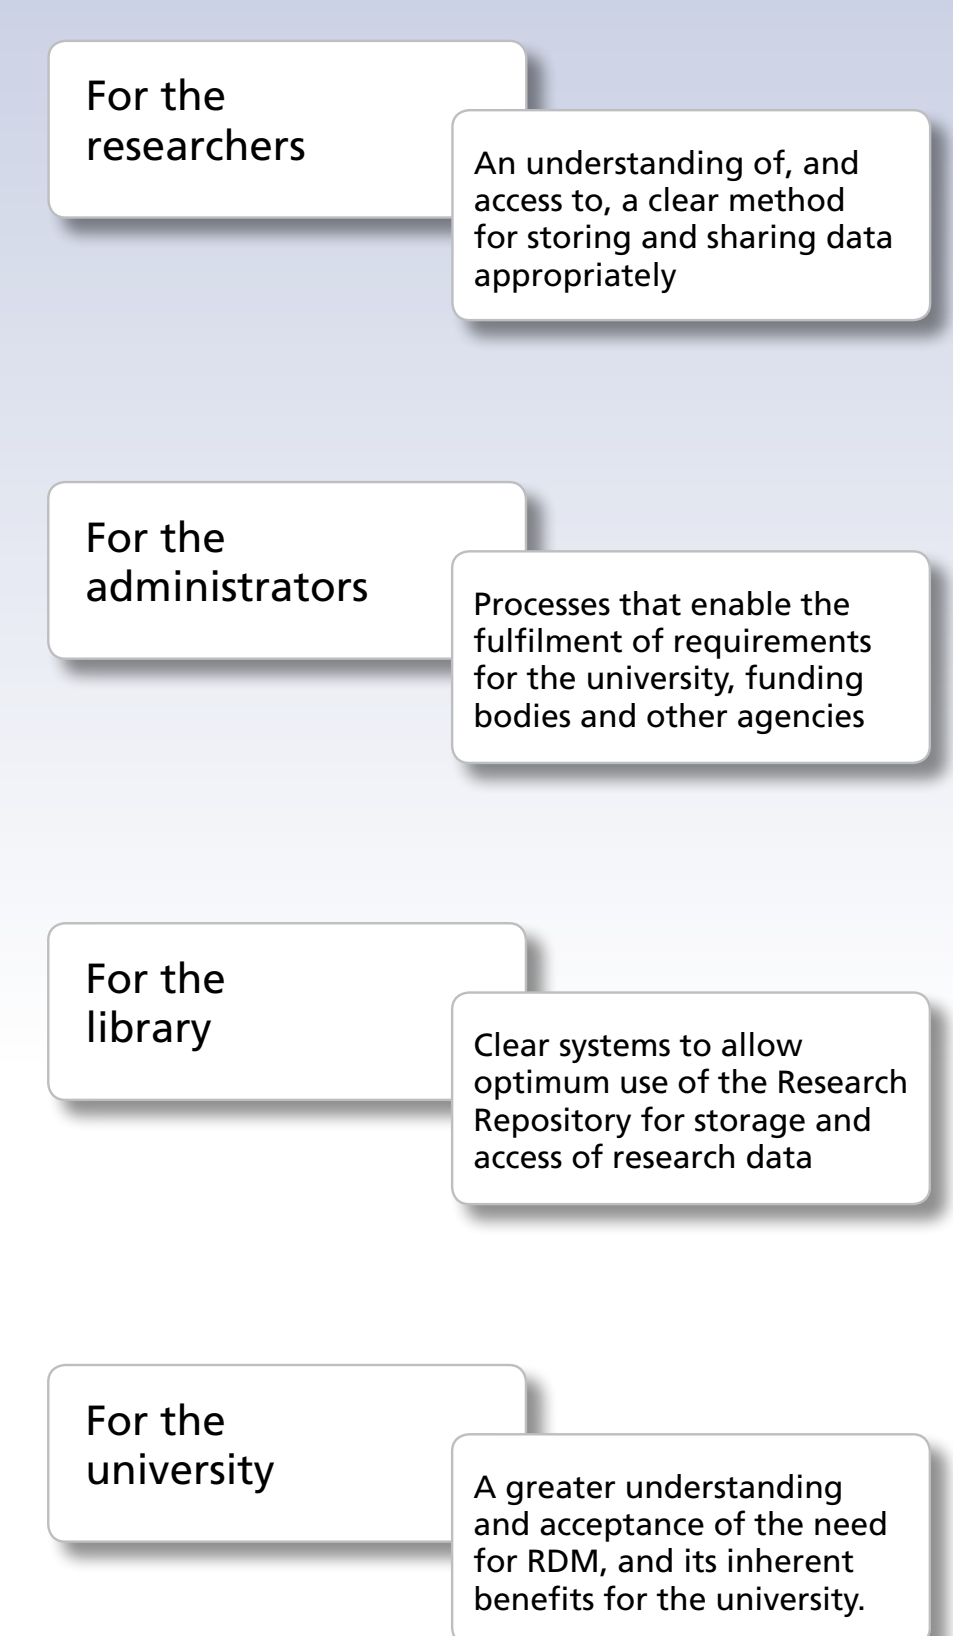 For the
researchers
An understanding of, and
access to, a clear method
for storing and sharing data
appropriately
For the
administrators
Processes that enable the
fulfilment of requirements
for the university, funding
bodies and other agencies
For the
library
Clear systems to allow
optimum use of the Research
Repository for storage and
access of research data
For the
university
A greater understanding
and acceptance of the need
for RDM, and its inherent
benefits for the university.